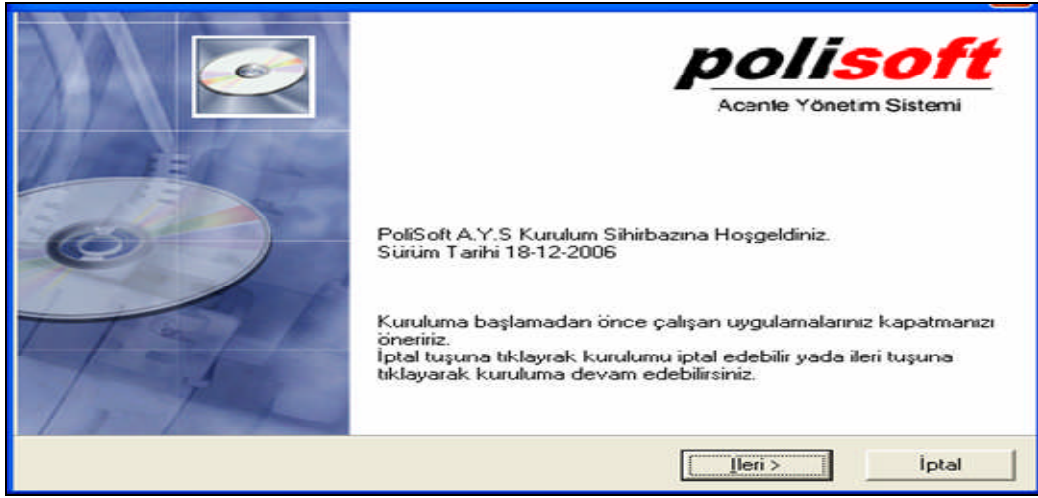 polisoft
Acente Yönetim Sistemi
PoliSoft A.Y.S Kurulum Sihirbazına Hoşgeldiniz.
Sürüm Tarihi 18-12-2006
Kuruluma başlamadan önce çalışan uygulamalarınız kapatmanızı
öneririz.
İptal tuşuna tıklayrak kurulumu iptal edebilir yada ileri tuşuna
tıklayarak kuruluma devam edebilirsiniz.
İleri >
İptal